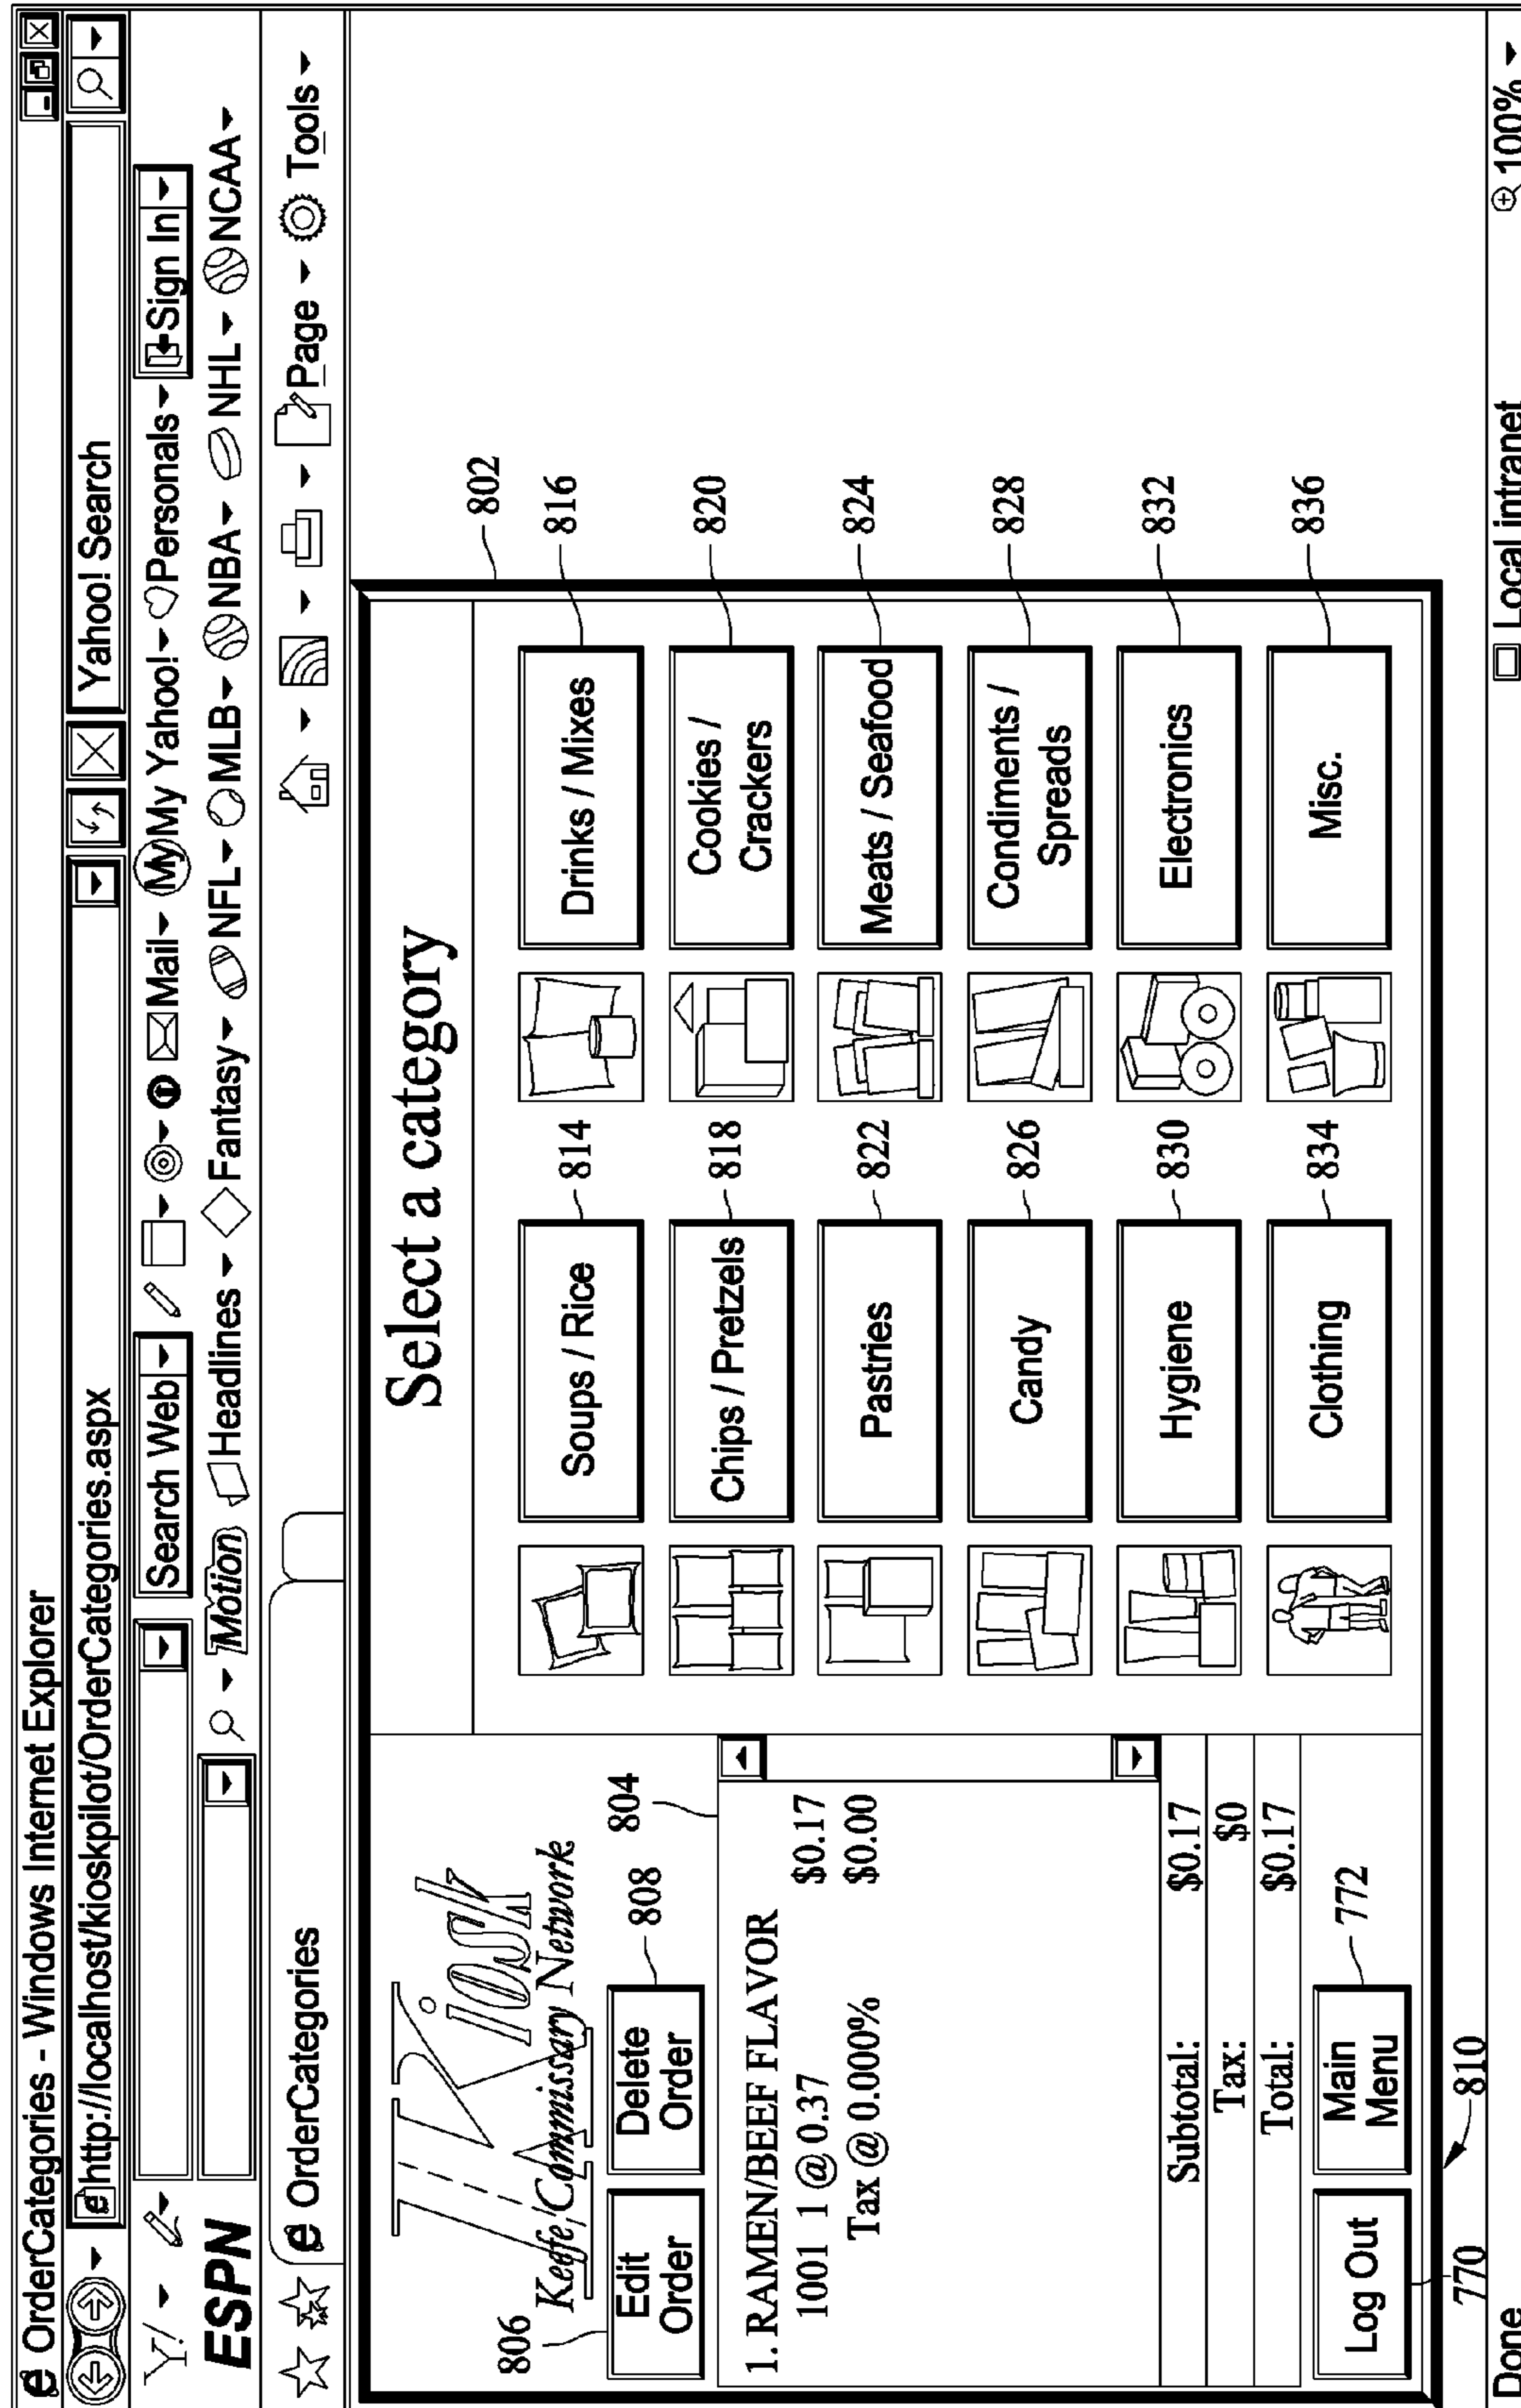 OrderCategories - Windows Internet Explorer
http://localhost/kioskpilot/OrderCategories.aspx
Yahoo! Search
Y!
Search Web
Mail
My My Yahoo!
Personals
Sign In
ESPN
Motion
Headlines
Fantasy
NFL
MLB
NBA
NHL
NCAA
OrderCategories
Page
Tools
Kiosk
Keefe Commissary Network
806
Edit
Order
Delete
Order
808
804
1. RAMEN/BEEF FLAVOR
1001 1 @ 0.37 $0.17
Tax @ 0.000% $0.00
Subtotal: $0.17
Tax: $0
Total: $0.17
Log Out
Main
Menu
772
770
810
Select a category
802
Soups / Rice
814
Drinks / Mixes
816
Chips / Pretzels
818
Cookies /
Crackers
820
Pastries
822
Meats / Seafood
824
Candy
826
Condiments /
Spreads
828
Hygiene
830
Electronics
832
Clothing
834
Misc.
836
Done
Local intranet
100%